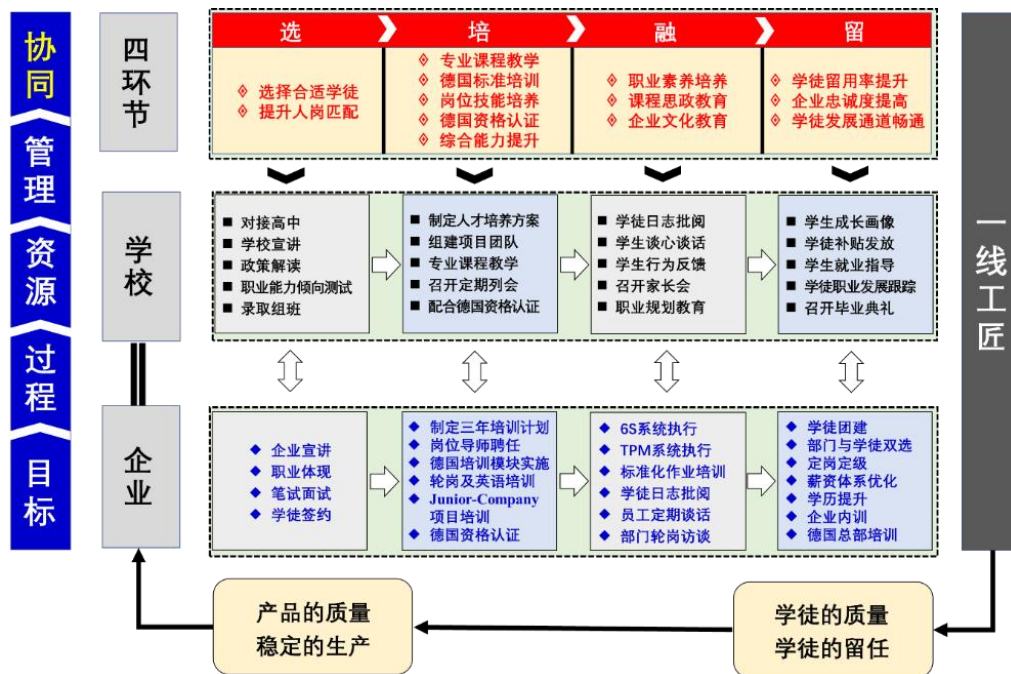 协同
管理
资源
过程
目标
四环节
选
培
融
留
选择合适学徒
提升人岗匹配
专业课程教学
德国标准培训
岗位技能培养
德国资格认证
综合能力提升
职业素养培养
课程思政教育
企业文化教育
学徒留用率提升
企业忠诚度提高
学徒发展通道畅通
学校
对接高中
学校宣讲
政策解读
职业能力倾向测试
录取组班
制定人才培养方案
组建项目团队
专业课程教学
召开定期列会
配合德国资格认证
学徒日志批阅
学生谈心谈话
学生行为反馈
召开家长会
职业规划教育
学生成长画像
学徒补贴发放
学生就业指导
学徒职业发展跟踪
召开毕业典礼
企业
企业宣讲
职业体现
笔试面试
学徒签约
制定三年培训计划
岗位导师聘任
德国培训模块实施
轮岗及英语培训
Junior-Company
项目培训
德国资格认证
6S系统执行
TPM系统执行
标准化作业培训
学徒日志批阅
员工定期谈话
部门轮岗访谈
学徒团建
部门与学徒双选
定岗定级
薪资体系优化
学历提升
企业内训
德国总部培训
一线工匠
产品的质量
稳定的生产
学徒的质量
学徒的留任